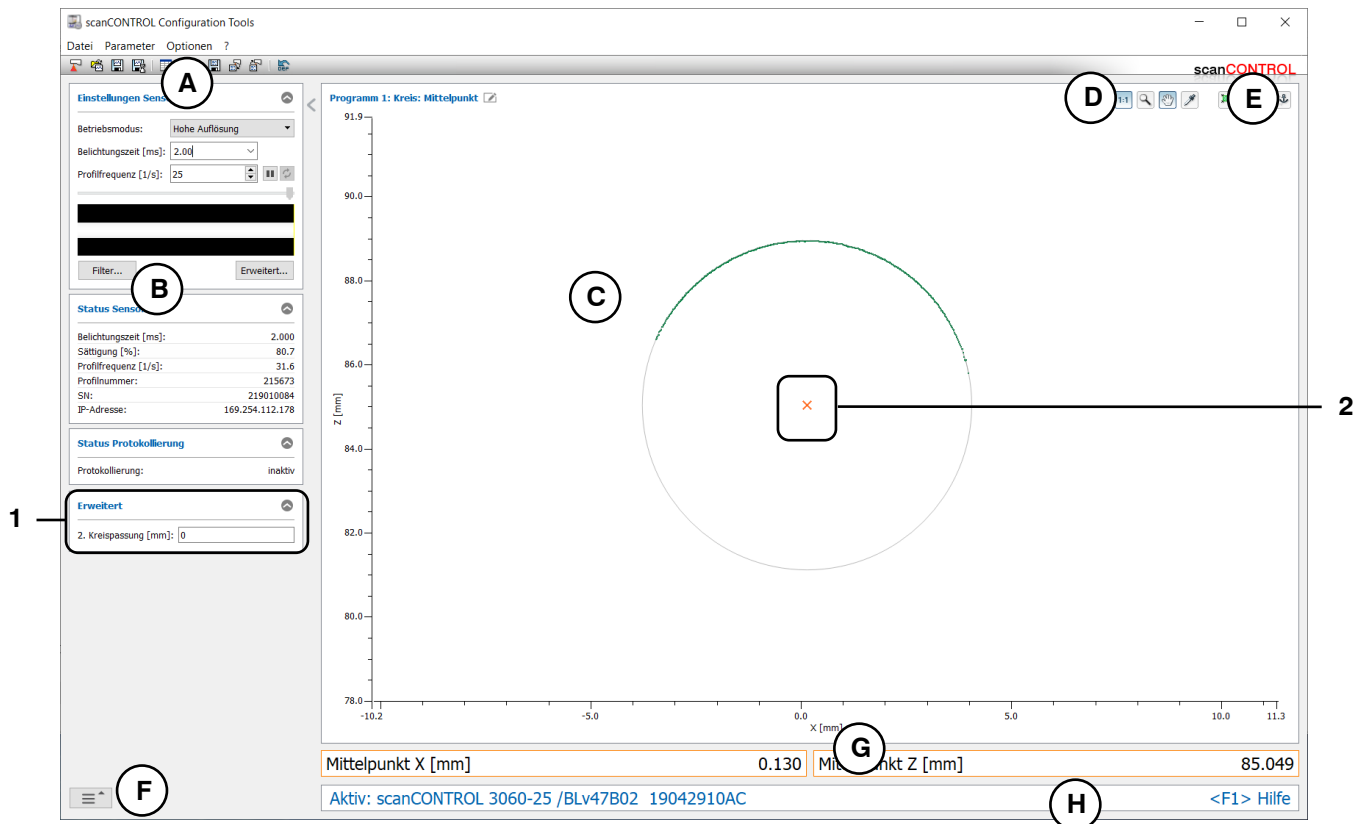 scanCONTROL Configuration Tools
Datei Parameter Optionen ?
scanCONTROL
A
Einstellungen
Betriebsmodus: Hohe Auflösung
Belichtungszeit [ms]: 2.00
Profilfrequenz [1/s]: 25
Filter... Erweitert...
B
Status
Belichtungszeit [ms]: 2.000
Sättigung [%]: 80.7
Profilfrequenz [1/s]: 31.6
Profilnummer: 215673
SN: 219010084
IP-Adresse: 169.254.112.178
Status Protokollierung
Protokollierung: inaktiv
1
Erweitert
2. Kreispassung [mm]: 0
F
Programm 1: Kreis: Mittelpunkt
D
1:1
E
91.9
90.0
88.0
86.0
84.0
82.0
80.0
78.0
Z [mm]
C
2
-10.2 -5.0 0.0 5.0 10.0 11.3
X [mm]
G
Mittelpunkt X [mm] 0.130
Z [mm] 85.049
Aktiv: scanCONTROL 3060-25 /BLv47B02 19042910AC
H
<F1> Hilfe